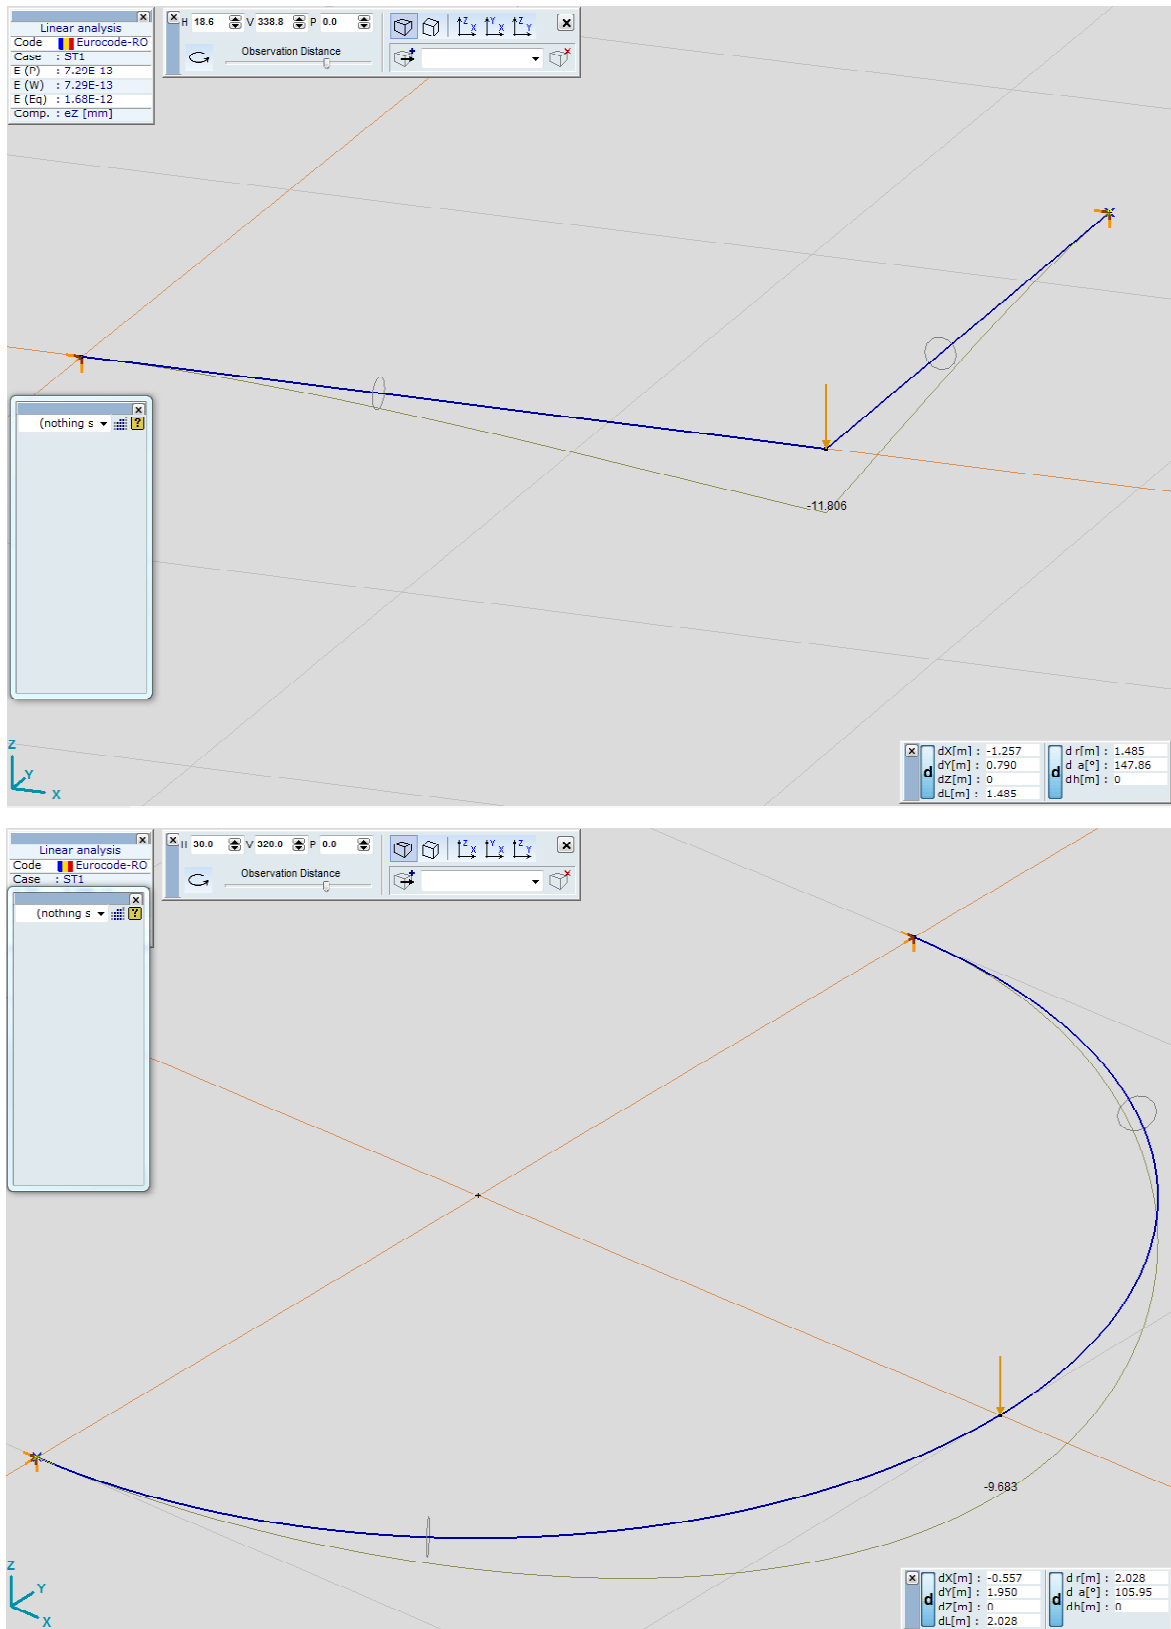 H 18.6 V 338.8 P 0.0
Linear analysis
Code Eurocode-RO
Case : ST1
E (P) : 7.29E-13
E (W) : 7.29E-13
E (Eq) : 1.68E-12
Comp. : eZ [mm]
Observation Distance
Z X Y X Z Y
(nothing s
?
-11.806
Z
Y
X
d
dX[m] : -1.257
dY[m] : 0.790
dZ[m] : 0
dL[m] : 1.485
d
d r[m] : 1.485
d a[°] : 147.86
dh[m] : 0
H 30.0 V 320.0 P 0.0
Linear analysis
Code Eurocode-RO
Case : ST1
Observation Distance
Z X Y X Z Y
(nothing s
?
-9.683
Z
Y
X
d
dX[m] : -0.557
dY[m] : 1.950
dZ[m] : 0
dL[m] : 2.028
d
d r[m] : 2.028
d a[°] : 105.95
dh[m] : 0